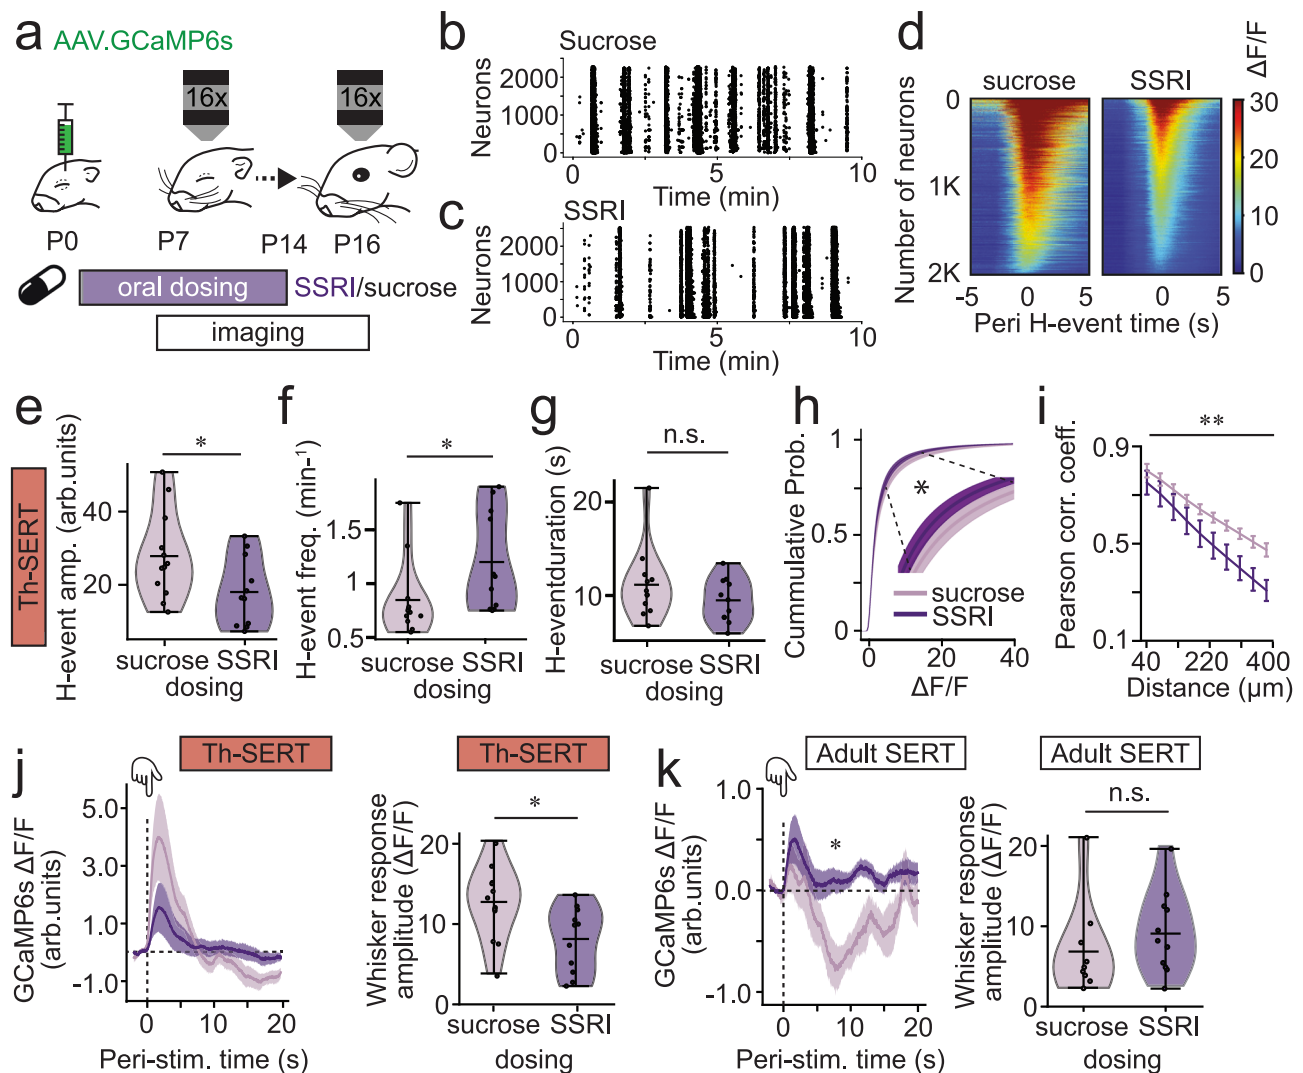 a AAV.GCaMP6s
16x 16x
P0 P7 P14 P16
oral dosing SSRI/sucrose
imaging
b Sucrose
Neurons
2000
1000
0
0 5 10
Time (min)
c SSRI
Neurons
2000
1000
0
0 5 10
Time (min)
d
sucrose SSRI
ΔF/F
Number of neurons
0
1K
2K
30
20
10
0
-5 0 5 0 5
Peri H-event time (s)
Th-SERT
e
H-event amp. (arb.units)
*
40
20
sucrose SSRI
dosing
f
H-event freq. (min-1)
*
1.5
1
0.5
sucrose SSRI
dosing
g
H-eventduration (s)
n.s.
20
10
0
sucrose SSRI
dosing
h
Cummulative Prob.
1
0.5
0
*
sucrose
SSRI
0 20 40
ΔF/F
i
Pearson corr. coeff.
**
0.9
0.5
0.1
40 220 400
Distance (µm)
j
Th-SERT
GCaMP6s ΔF/F
(arb.units)
5.0
3.0
1.0
-1.0
0 10 20
Peri-stim. time (s)
Th-SERT
Whisker response
amplitude (ΔF/F)
*
20
10
0
sucrose SSRI
dosing
k
Adult SERT
GCaMP6s ΔF/F
(arb.units)
1.0
0.0
-1.0
*
0 10 20
Peri-stim. time (s)
Adult SERT
Whisker response
amplitude (ΔF/F)
n.s.
20
10
0
sucrose SSRI
dosing